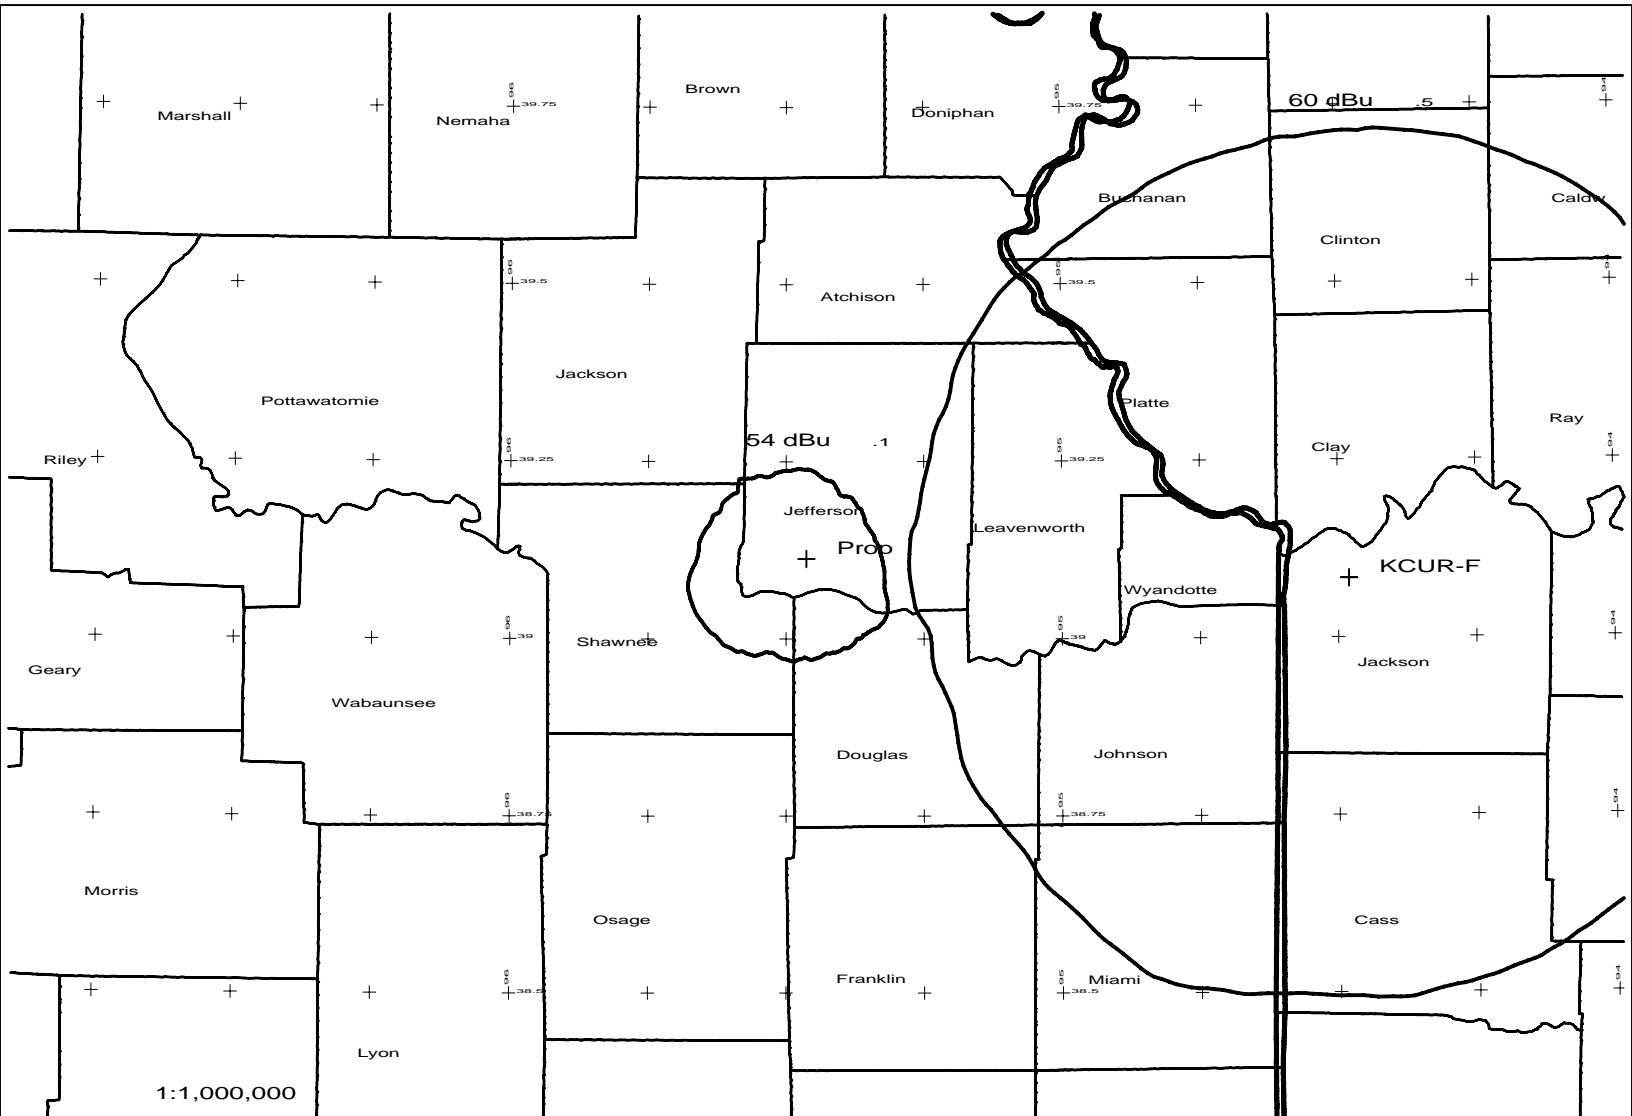 Brown
Marshall
Nemaha
96
39.75
Doniphan
95
39.75
60 dBu .5
94
Buchanan
Caldw
Clinton
96
39.5
Atchison
95
39.5
94
Jackson
Pottawatomie
Platte
54 dBu .1
Ray
Clay
Riley
96
39.25
95
39.25
94
Jefferson
Leavenworth
Prop
KCUR-F
Wyandotte
96
39
Shawnee
95
39
94
Geary
Jackson
Wabaunsee
Douglas
Johnson
96
38.75
95
38.75
94
Morris
Osage
Cass
Franklin
Miami
96
38.5
95
38.5
94
Lyon
1:1,000,000